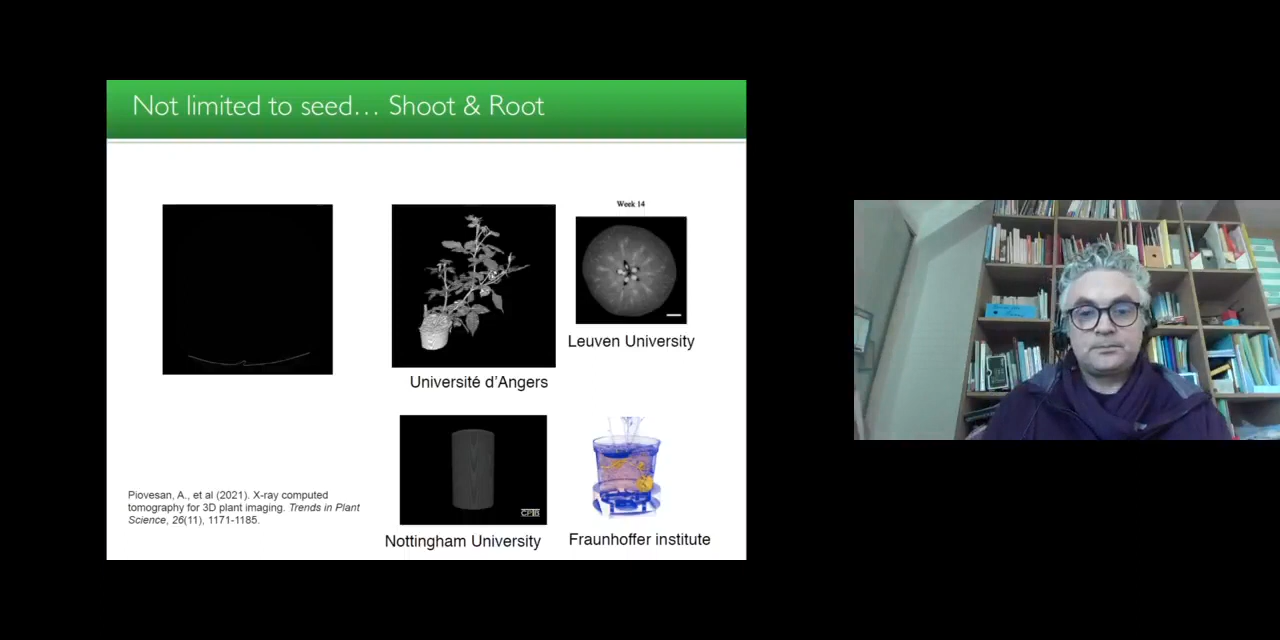 Not limited to seed… Shoot & Root
Week 14
Leuven University
Université d'Angers
Piovesan, A., et al (2021). X-ray computed
tomography for 3D plant imaging. Trends in Plant
Science, 26(11), 1171-1185.
Nottingham University
Fraunhoffer institute